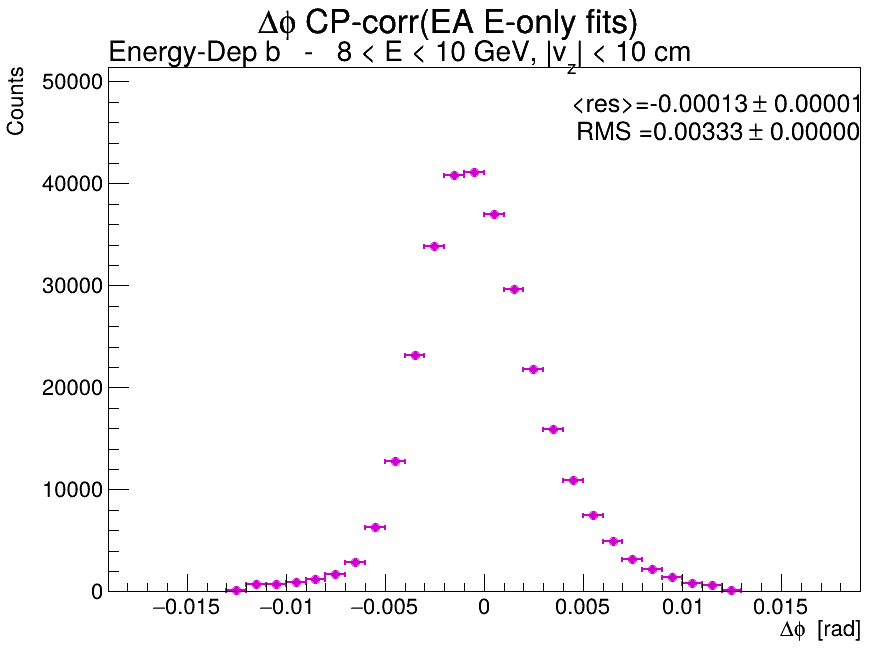 Δϕ CP-corr(EA E-only fits)
Energy-Dep b - 8 < E < 10 GeV, |v_z| < 10 cm
Counts
<res>=-0.00013±0.00001
RMS =0.00333±0.00000
50000
40000
30000
20000
10000
0
−0.015 −0.01 −0.005 0 0.005 0.01 0.015
Δϕ [rad]